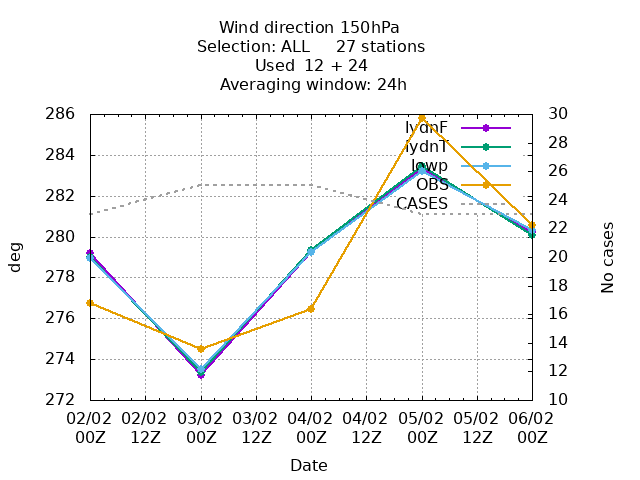 Wind direction 150hPa
Selection: ALL 27 stations
Used 12 + 24
Averaging window: 24h
286
284
282
280
278
276
274
272
deg
30
28
26
24
22
20
18
16
14
12
10
No cases
IydnF
IydnT
Iowp
OBS
CASES
02/02 02/02 03/02 03/02 04/02 04/02 05/02 05/02 06/02
00Z 12Z 00Z 12Z 00Z 12Z 00Z 12Z 00Z
Date